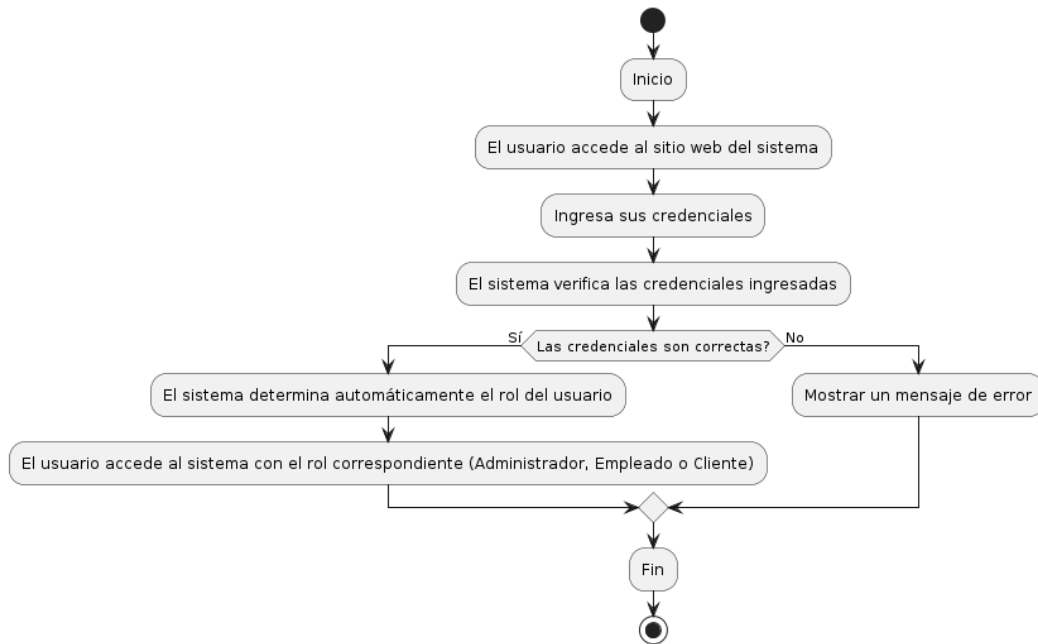 Inicio
El usuario accede al sitio web del sistema
Ingresa sus credenciales
El sistema verifica las credenciales ingresadas
Sí
Las credenciales son correctas?
No
El sistema determina automáticamente el rol del usuario
Mostrar un mensaje de error
El usuario accede al sistema con el rol correspondiente (Administrador, Empleado o Cliente)
Fin